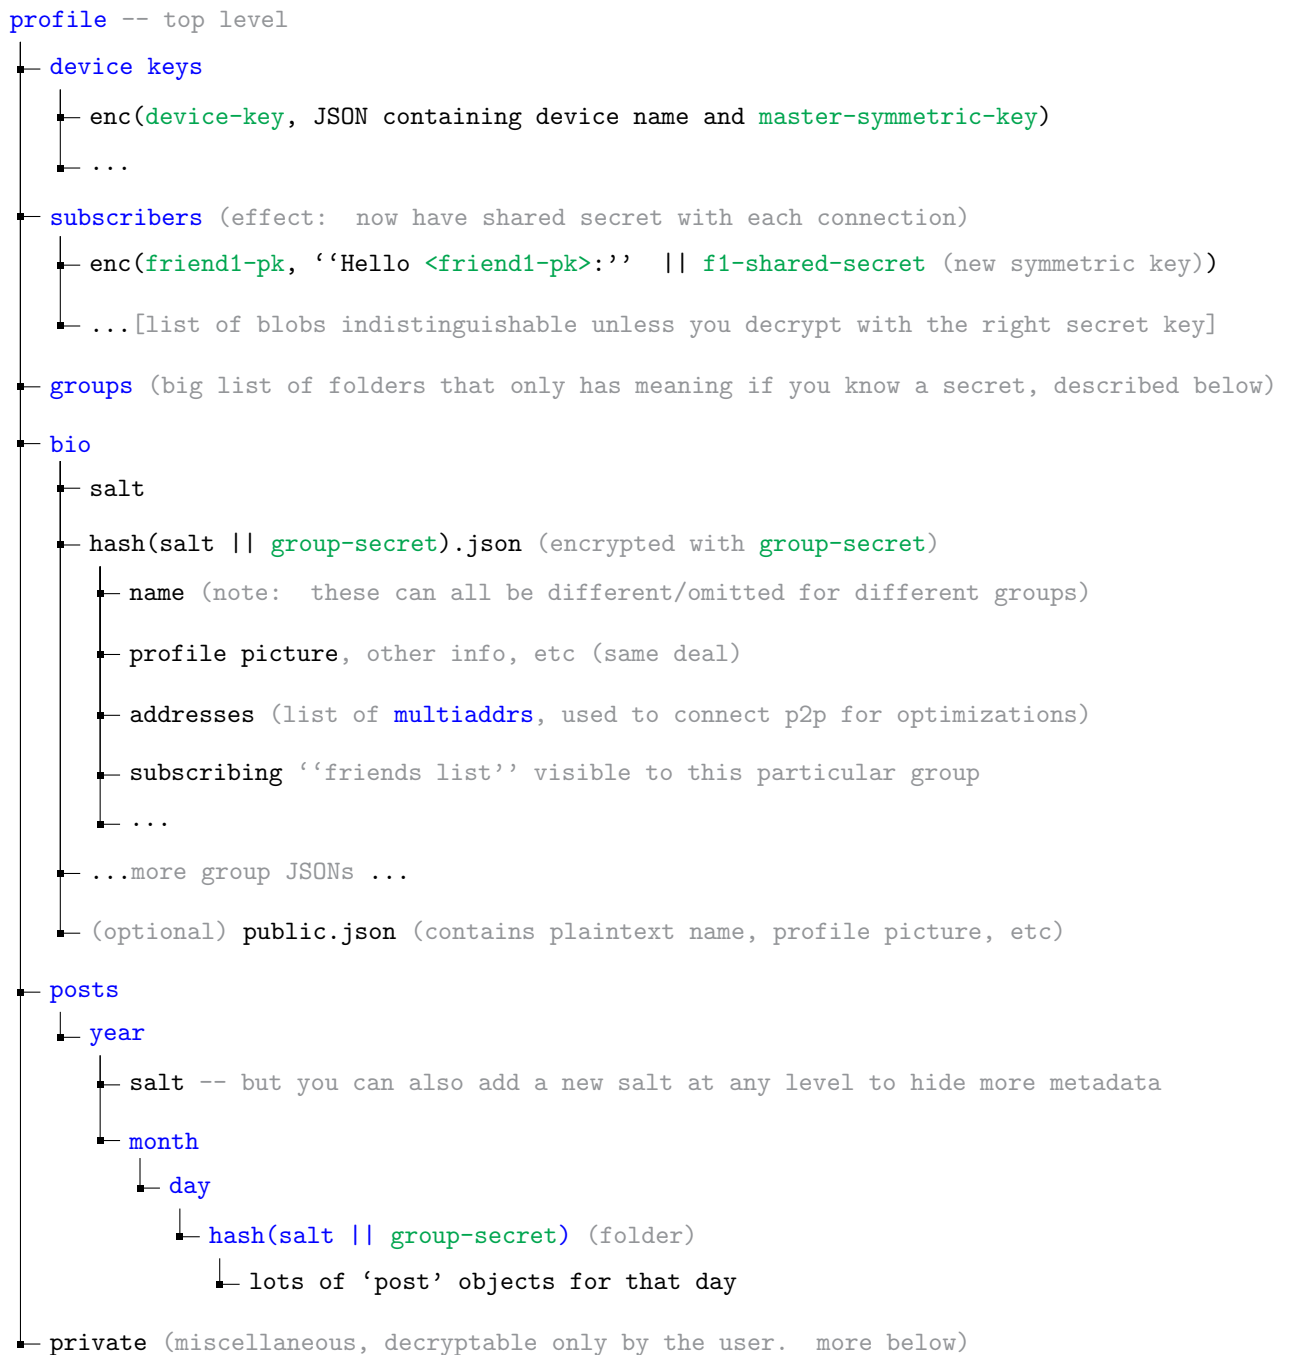 profile -- top level
device keys
enc(device-key, JSON containing device name and master-symmetric-key)
...
subscribers (effect: now have shared secret with each connection)
enc(friend1-pk, ‘‘Hello <friend1-pk>:’’ || f1-shared-secret (new symmetric key))
...[list of blobs indistinguishable unless you decrypt with the right secret key]
groups (big list of folders that only has meaning if you know a secret, described below)
bio
salt
hash(salt || group-secret).json (encrypted with group-secret)
name (note: these can all be different/omitted for different groups)
profile picture, other info, etc (same deal)
addresses (list of multiaddrs, used to connect p2p for optimizations)
subscribing ‘‘friends list’’ visible to this particular group
...
...more group JSONs ...
(optional) public.json (contains plaintext name, profile picture, etc)
posts
year
salt -- but you can also add a new salt at any level to hide more metadata
month
day
hash(salt || group-secret) (folder)
lots of ‘post’ objects for that day
private (miscellaneous, decryptable only by the user. more below)